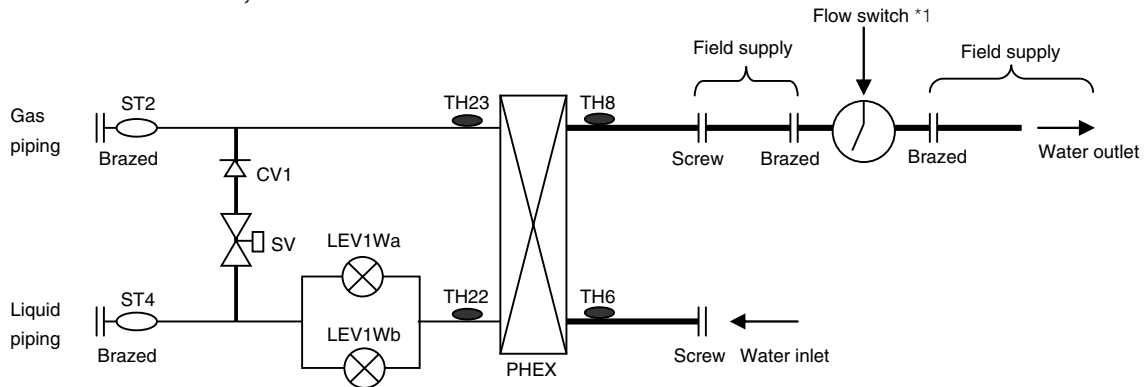 Flow switch *1
Field supply
Field supply
Gas
piping
ST2
Brazed
TH23
TH8
Screw
Brazed
Brazed
Water outlet
CV1
SV
LEV1Wa
Liquid
piping
ST4
Brazed
LEV1Wb
TH22
TH6
PHEX
Screw
Water inlet